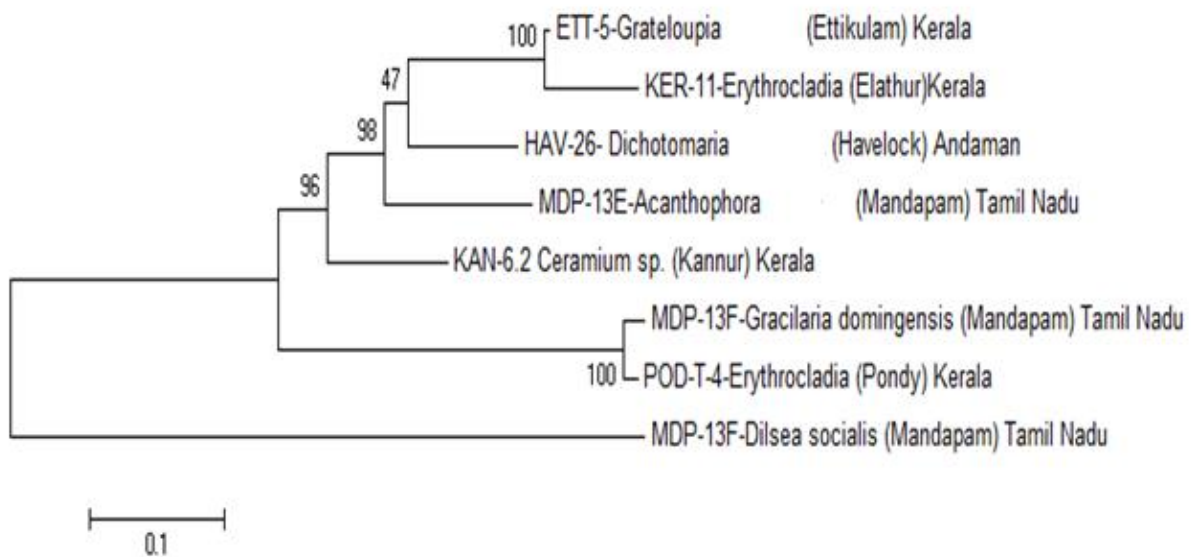 100
ETT-5-Grateloupia (Ettikulam) Kerala
47
KER-11-Erythrocladia (Elathur)Kerala
98
HAV-26- Dichotomaria (Havelock) Andaman
96
MDP-13E-Acanthophora (Mandapam) Tamil Nadu
KAN-6.2 Ceramium sp. (Kannur) Kerala
MDP-13F-Gracilaria domingensis (Mandapam) Tamil Nadu
100
POD-T-4-Erythrocladia (Pondy) Kerala
MDP-13F-Dilsea socialis (Mandapam) Tamil Nadu
0.1